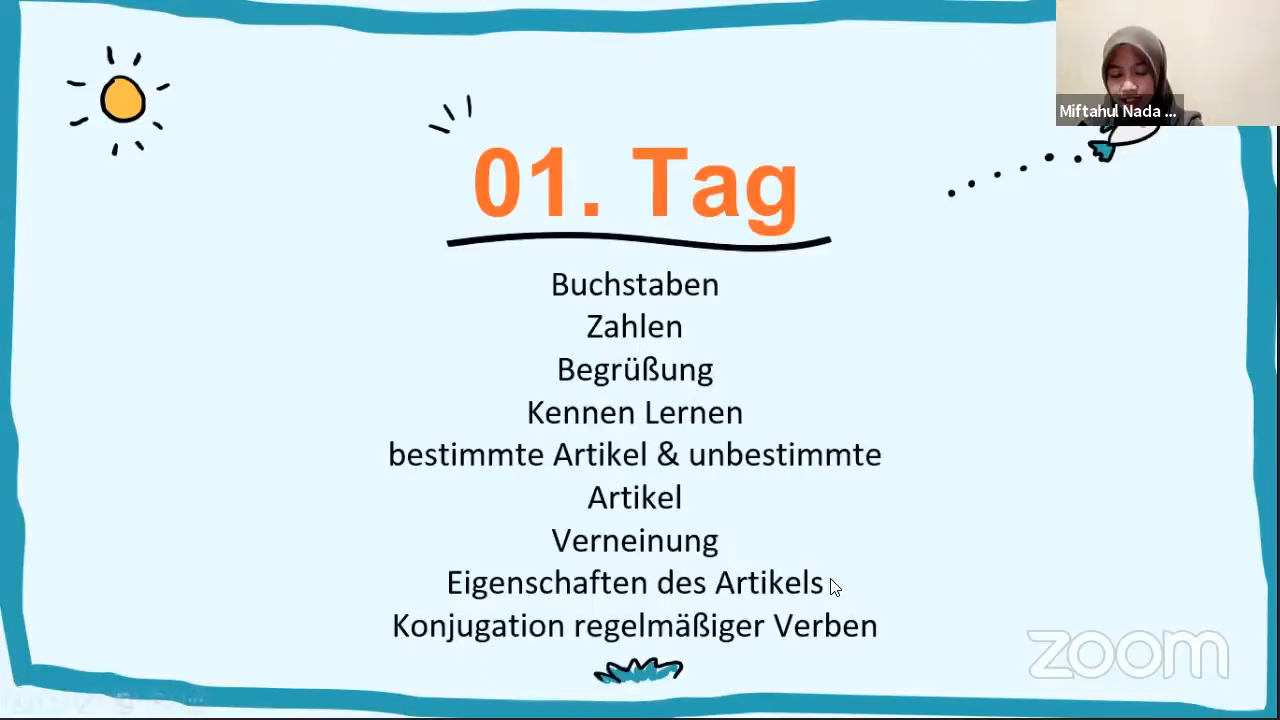 Miftahul Nada ...
01. Tag
Buchstaben
Zahlen
Begrüßung
Kennen Lernen
bestimmte Artikel & unbestimmte
Artikel
Verneinung
Eigenschaften des Artikels
Konjugation regelmäßiger Verben
zoom